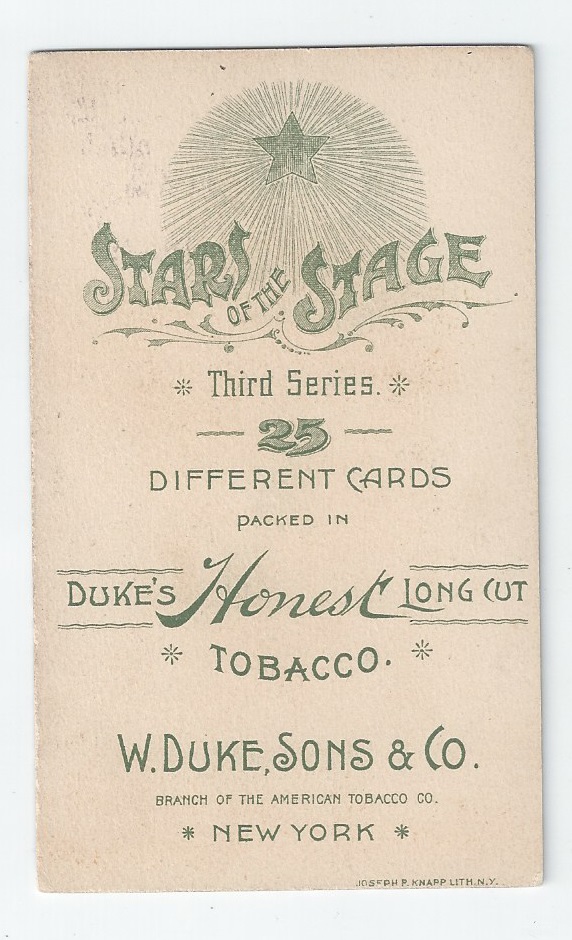 STARS OF THE STAGE
Third Series.
25
DIFFERENT CARDS
PACKED IN
DUKE'S Honest LONG CUT
TOBACCO.
W. DUKE, SONS & CO.
BRANCH OF THE AMERICAN TOBACCO CO.
NEW YORK
JOSEPH P. KNAPP LITH. N.Y.